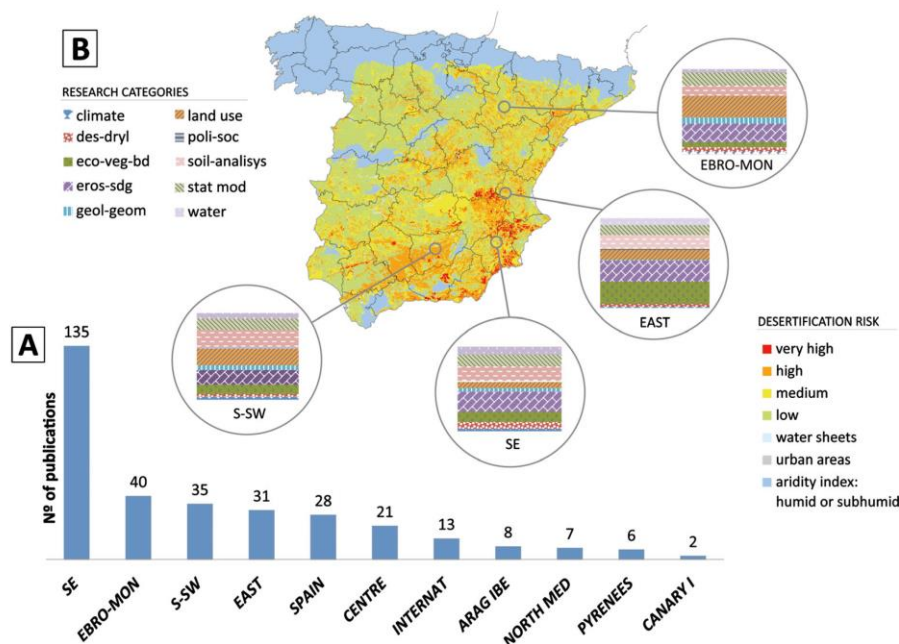 B
RESEARCH CATEGORIES
climate
land use
des-dryl
poli-soc
eco-veg-bd
soil-analisys
eros-sdg
stat mod
geol-geom
water
EBRO-MON
EAST
S-SW
SE
DESERTIFICATION RISK
very high
high
medium
low
water sheets
urban areas
aridity index:
humid or subhumid
A
Nº of publications
135
40
35
31
28
21
13
8
7
6
2
SE
EBRO-MON
S-SW
EAST
SPAIN
CENTRE
INTERNAT
ARAG IBE
NORTH MED
PYRENEES
CANARY I